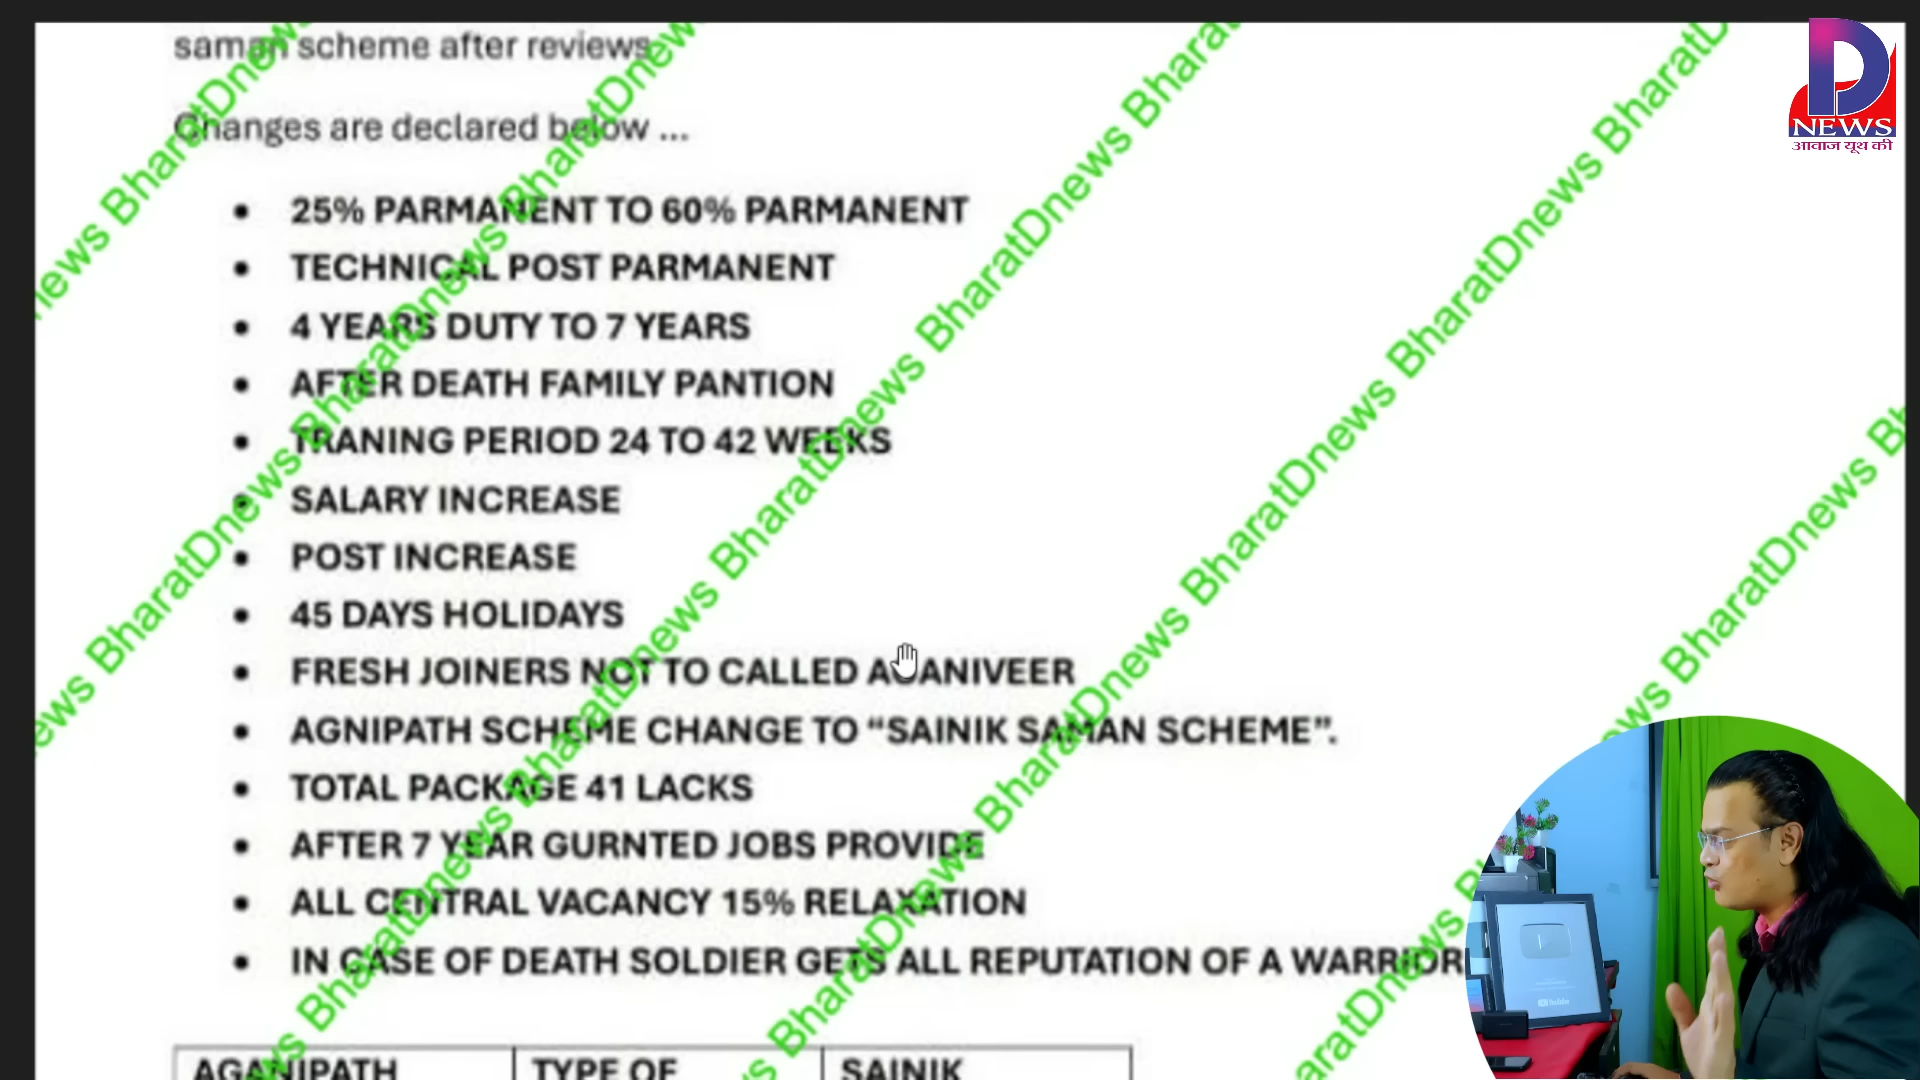 saman scheme after reviews
Changes are declared below ...
• 25% PARMANENT TO 60% PARMANENT
• TECHNICAL POST PARMANENT
• 4 YEARS DUTY TO 7 YEARS
• AFTER DEATH FAMILY PANTION
• TRANING PERIOD 24 TO 42 WEEKS
• SALARY INCREASE
• POST INCREASE
• 45 DAYS HOLIDAYS
• FRESH JOINERS NOT TO CALLED AGANIVEER
• AGNIPATH SCHEME CHANGE TO “SAINIK SAMAN SCHEME”.
• TOTAL PACKAGE 41 LACKS
• AFTER 7 YEAR GURNTED JOBS PROVIDE
• ALL CENTRAL VACANCY 15% RELAXATION
• IN CASE OF DEATH SOLDIER GETS ALL REPUTATION OF A WARRIOR
AGANIPATH TYPE OF SAINIK
D
NEWS
आवाज यूथ की
BharatDnews BharatDnews BharatDnews BharatDnews
YouTube